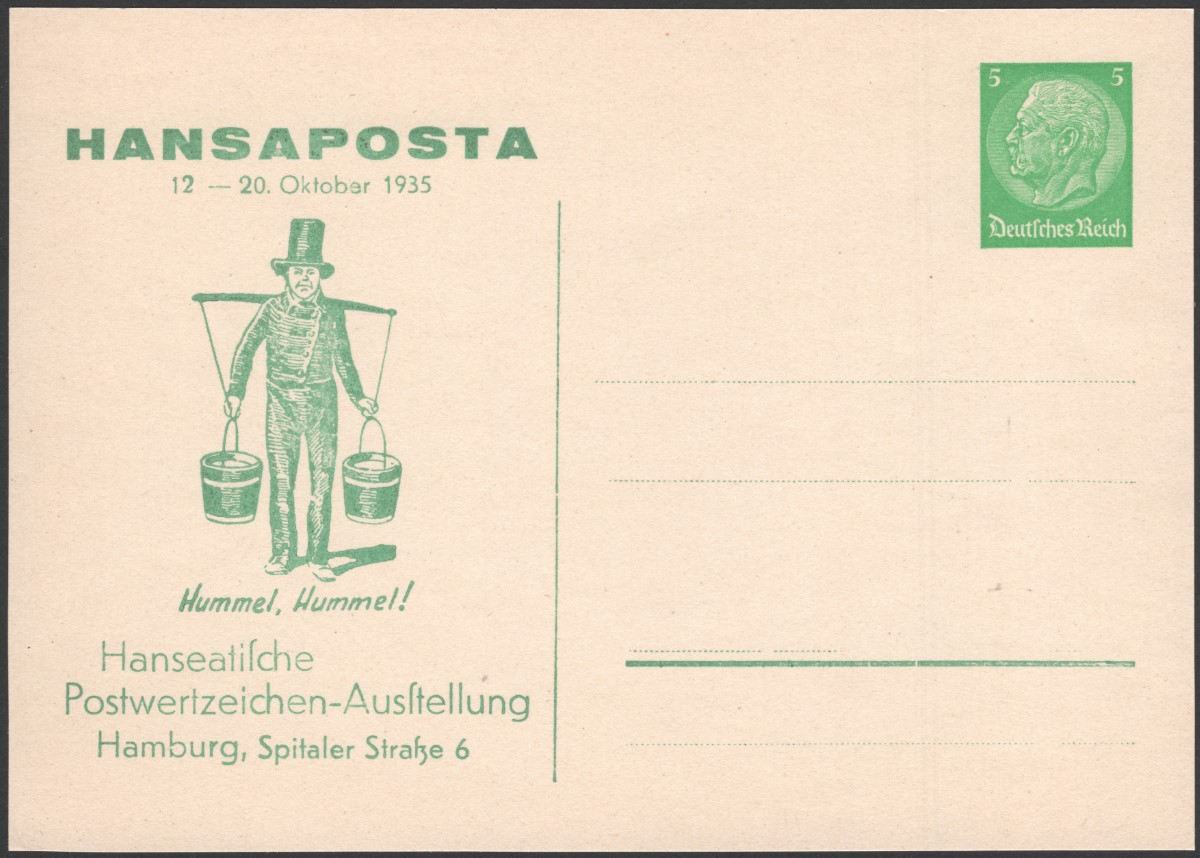 HANSAPOSTA
12 — 20. Oktober 1935
5 5
Deutſches Reich
Hummel, Hummel!
Hanseatiſche
Postwertzeichen-Ausſtellung
Hamburg, Spitaler Straße 6